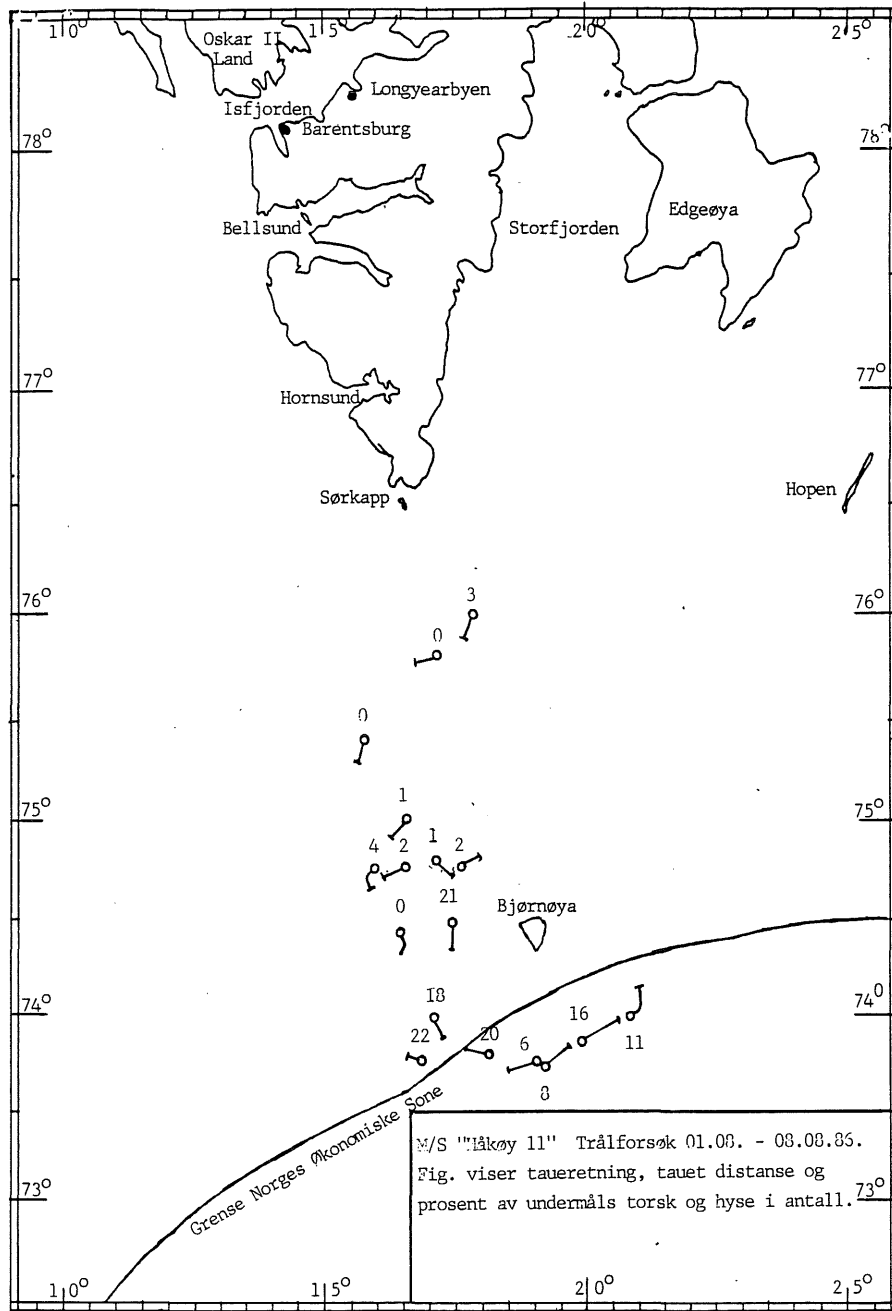 10° 15° 20° 25°
Oskar II
Land
Longyearbyen
Isfjorden
Barentsburg
78° 78°
Edgeøya
Bellsund
Storfjorden
77° 77°
Hornsund
Sørkapp
Hopen
76° 76°
3
0
0
75° 75°
1
4 2 1 2
0 21
Bjørnøya
74° 74°
18
22 20 6 16
11
8
Grense Norges Økonomiske Sone
M/S "Håkøy 11" Trålforsøk 01.08. - 08.08.86.
Fig. viser taueretning, tauet distanse og
prosent av undermåls torsk og hyse i antall.
73° 73°
10° 15° 20° 25°